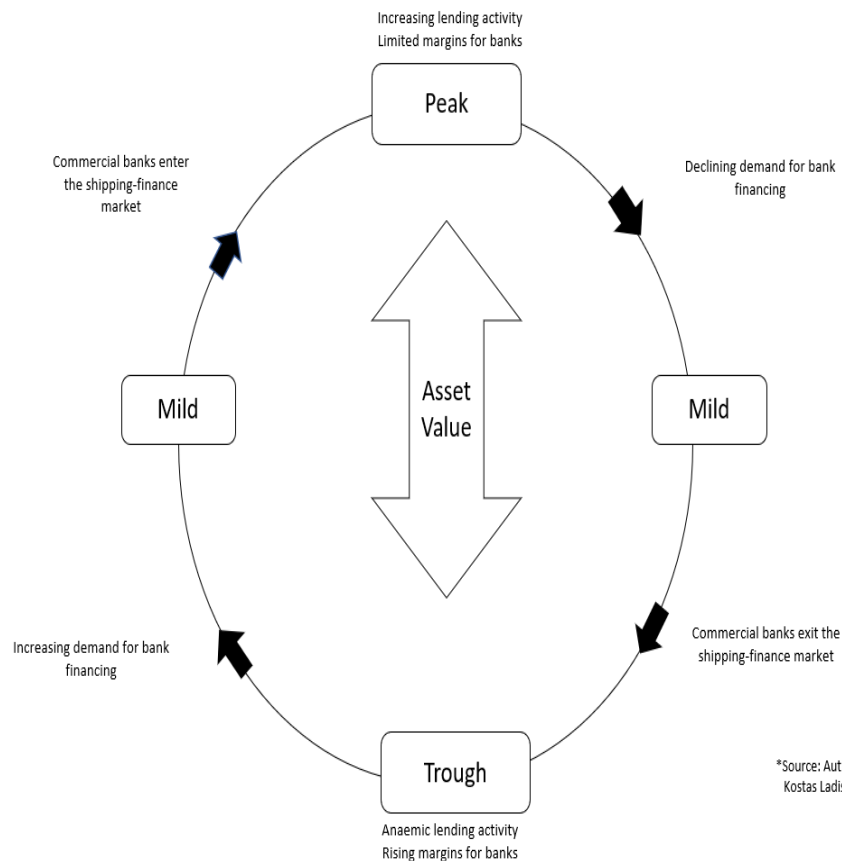 Increasing lending activity
Limited margins for banks
Peak
Commercial banks enter
the shipping-finance
market
Declining demand for bank
financing
Asset
Value
Mild
Mild
Increasing demand for bank
financing
Commercial banks exit the
shipping-finance market
Trough
*Source:
Kostas
Anaemic lending activity
Rising margins for banks